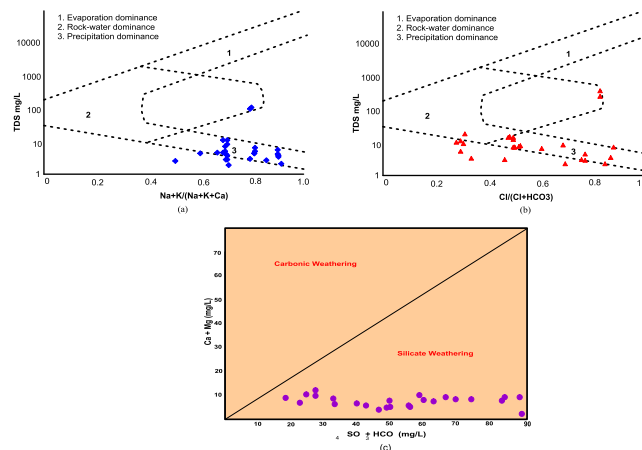 (a)
1. Evaporation dominance
2. Rock-water dominance
3. Precipitation dominance
TDS mg/L
10000
1000
100
10
1
1
2
3
0
0.2
0.4
0.6
0.8
1.0
Na+K/(Na+K+Ca)
(a)
(b)
1. Evaporation dominance
2. Rock-water dominance
3. Precipitation dominance
TDS mg/L
10000
1000
100
10
1
1
2
3
0
0.2
0.4
0.6
0.8
1.0
Cl/(Cl+HCO3)
(b)
Carbonic Weathering
Silicate Weathering
Ca + Mg (mg/L)
70
60
50
40
30
20
10
10
20
30
40
50
60
70
80
90
4 SO + HCO 3 (mg/L)
(c)